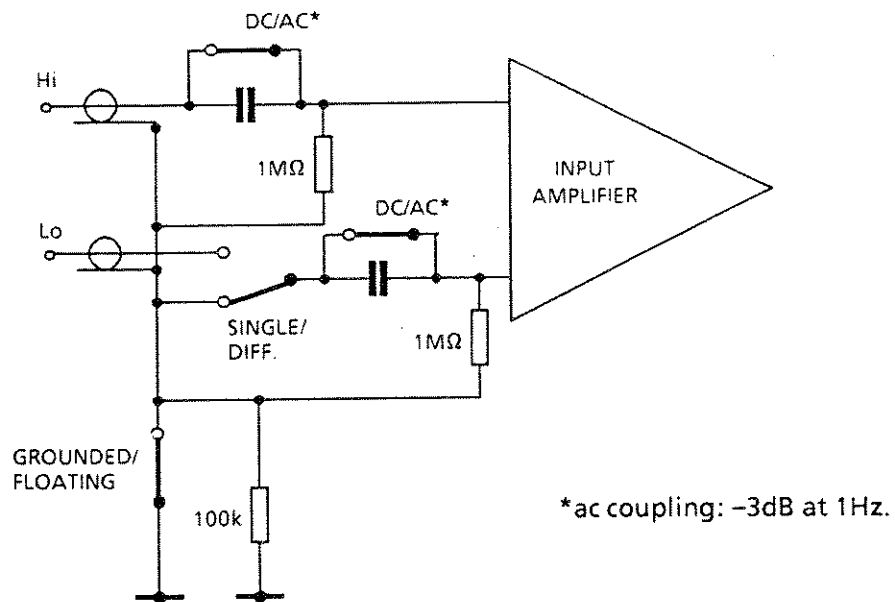 DC/AC*
Hi
1MΩ
INPUT
AMPLIFIER
DC/AC*
Lo
SINGLE/
DIFF.
1MΩ
GROUNDED/
FLOATING
100k
*ac coupling: –3dB at 1Hz.